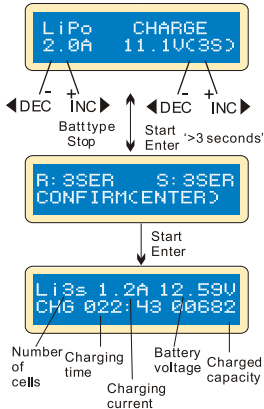 LiPo CHARGE
2.0A 11.1V(3S)
- + - +
◀DEC INC▶ ◀DEC INC▶
Batt type
Stop
Start
Enter
'>3 seconds'
R: 3SER S: 3SER
CONFIRM(ENTER)
Start
Enter
Li3s 1.2A 12.59V
CHG 022:43 00682
Number
of
cells
Charging
time
Charging
current
Battery
voltage
Charged
capacity